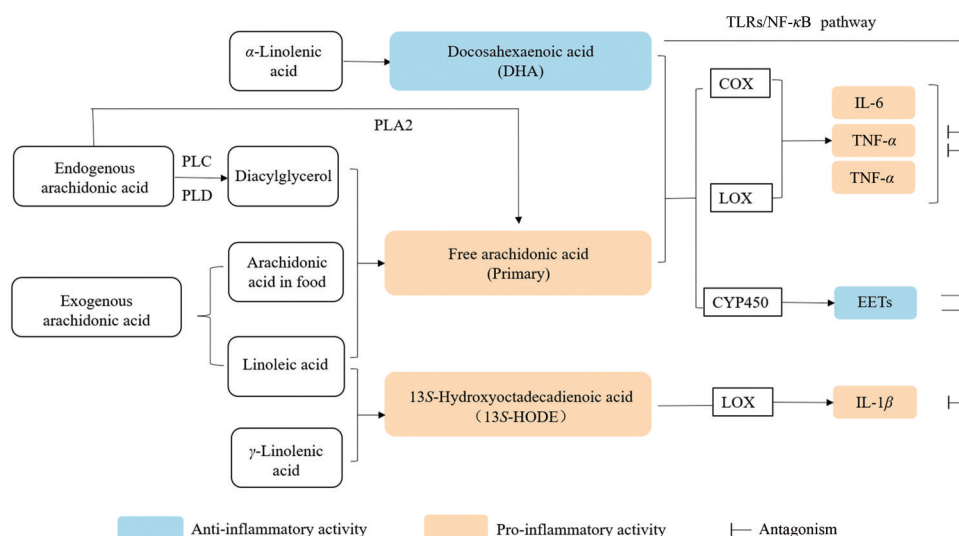 TLRs/NF-κB pathway
α-Linolenic
acid
Docosahexaenoic acid
(DHA)
COX
IL-6
PLA2
TNF-α
Endogenous
arachidonic acid
PLC
PLD
Diacylglycerol
LOX
TNF-α
Arachidonic
acid in food
Free arachidonic acid
(Primary)
Exogenous
arachidonic acid
CYP450
EETs
Linoleic acid
13S-Hydroxyoctadecadienoic acid
(13S-HODE)
LOX
IL-1β
γ-Linolenic
acid
Anti-inflammatory activity
Pro-inflammatory activity
Antagonism